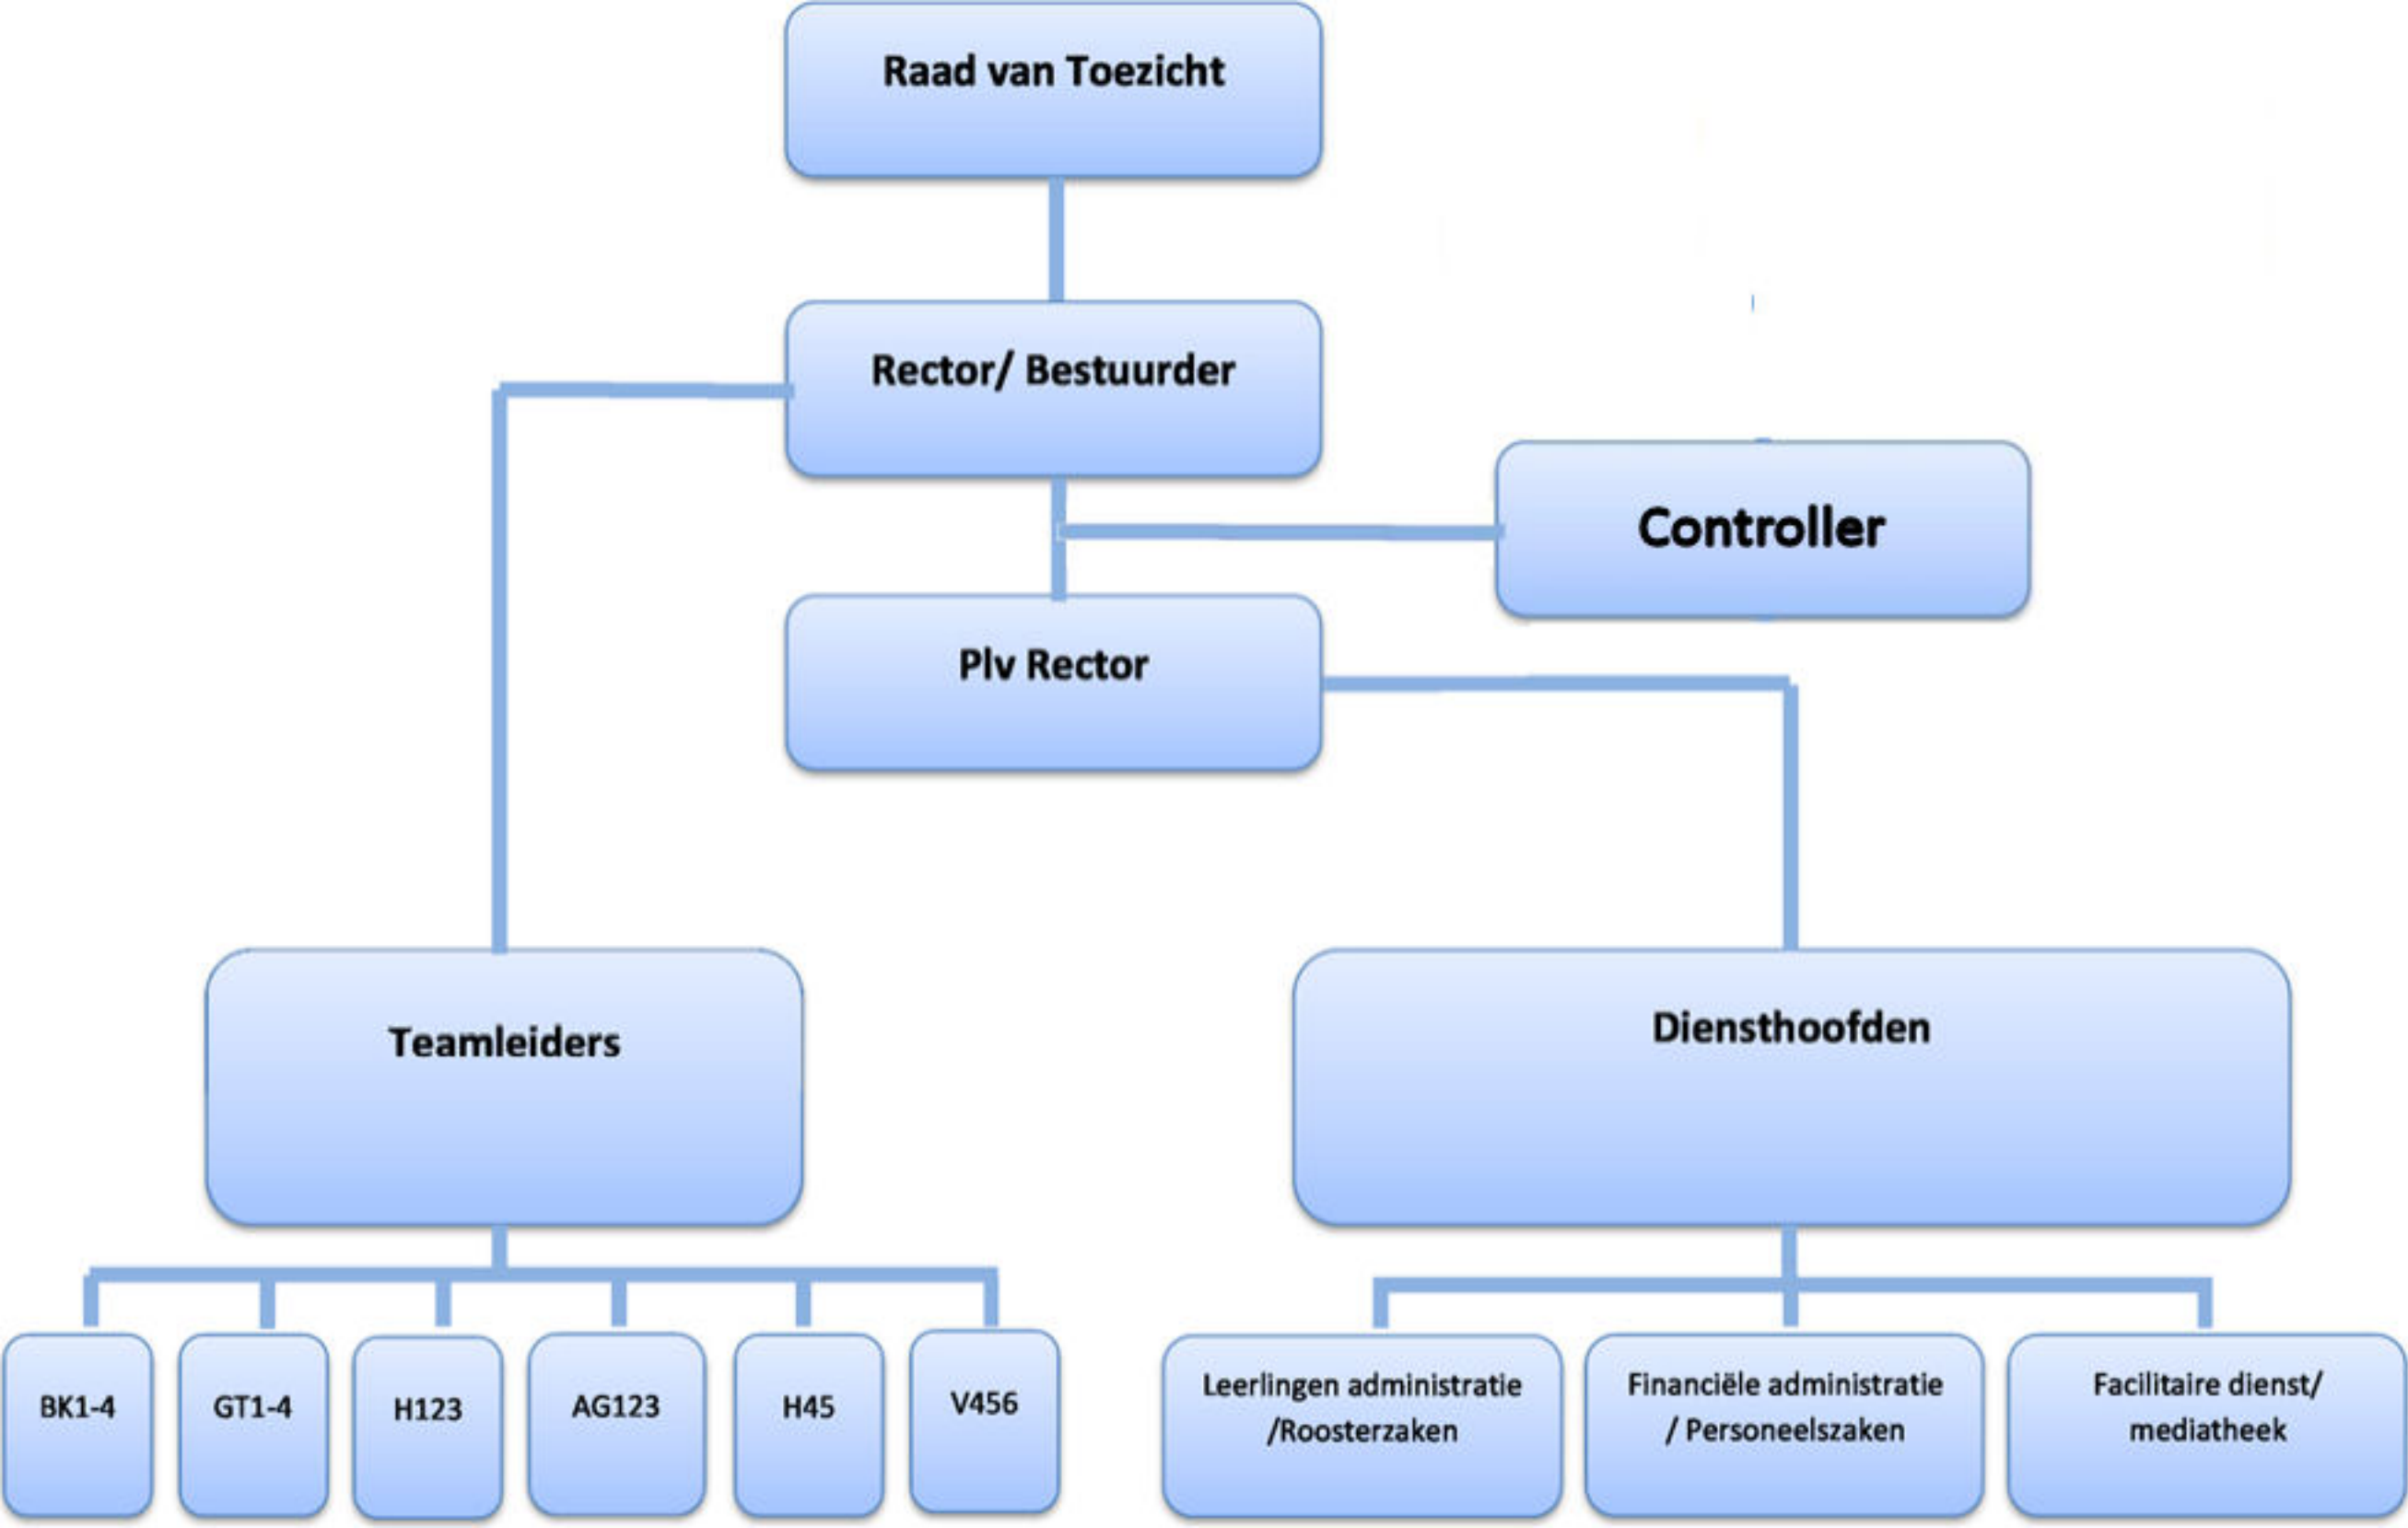 Raad van Toezicht
Rector/ Bestuurder
Controller
Plv Rector
Teamleiders
Diensthoofden
BK1-4
GT1-4
H123
AG123
H45
V456
Leerlingen administratie
/Roosterzaken
Financiële administratie
/ Personeelszaken
Facilitaire dienst/
mediatheek